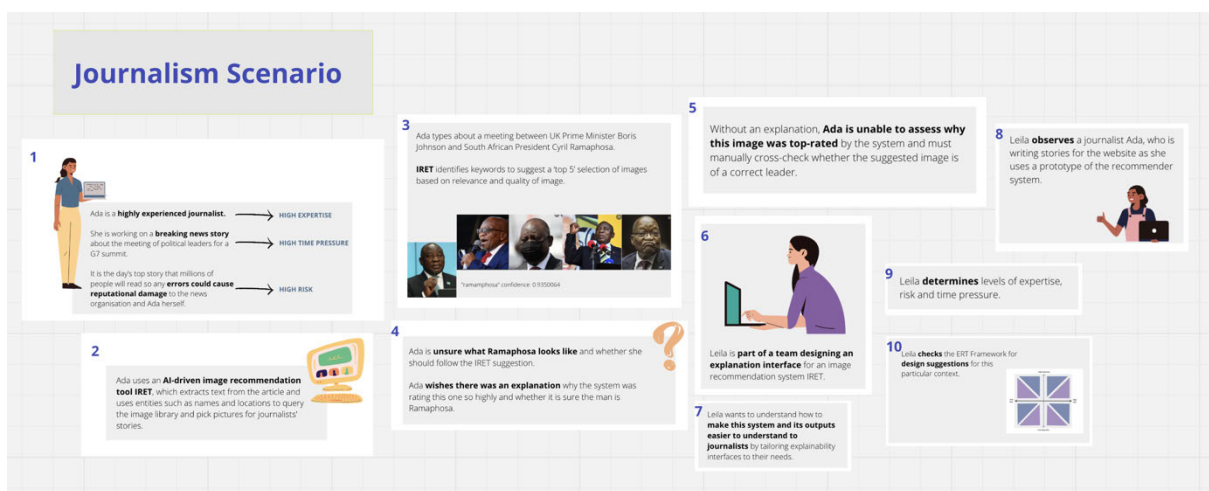 Journalism Scenario
1
Ada is a highly experienced journalist.
HIGH EXPERTISE
She is working on a breaking news story
about the meeting of political leaders for a
G7 summit.
HIGH TIME PRESSURE
It is the day's top story that millions of
people will read so any errors could cause
reputational damage to the news
organisation and Ada herself.
HIGH RISK
2
Ada uses an AI-driven image recommendation
tool IRET, which extracts text from the article and
uses entities such as names and locations to query
the image library and pick pictures for journalists'
stories.
3
Ada types about a meeting between UK Prime Minister Boris
Johnson and South African President Cyril Ramaphosa.
IRET identifies keywords to suggest a 'top 5' selection of images
based on relevance and quality of image.
"ramamphosa" confidence: 0.9350064
4
Ada is unsure what Ramaphosa looks like and whether she
should follow the IRET suggestion.
Ada wishes there was an explanation why the system was
rating this one so highly and whether it is sure the man is
Ramaphosa.
5
Without an explanation, Ada is unable to assess why
this image was top-rated by the system and must
manually cross-check whether the suggested image is
of a correct leader.
6
Leila is part of a team designing an
explanation interface for an image
recommendation system IRET.
7
Leila wants to understand how to
make this system and its outputs
easier to understand to
journalists by tailoring explainability
interfaces to their needs.
8
Leila observes a journalist Ada, who is
writing stories for the website as she
uses a prototype of the recommender
system.
9
Leila determines levels of expertise,
risk and time pressure.
10
Leila checks the ERT Framework for
design suggestions for this
particular context.